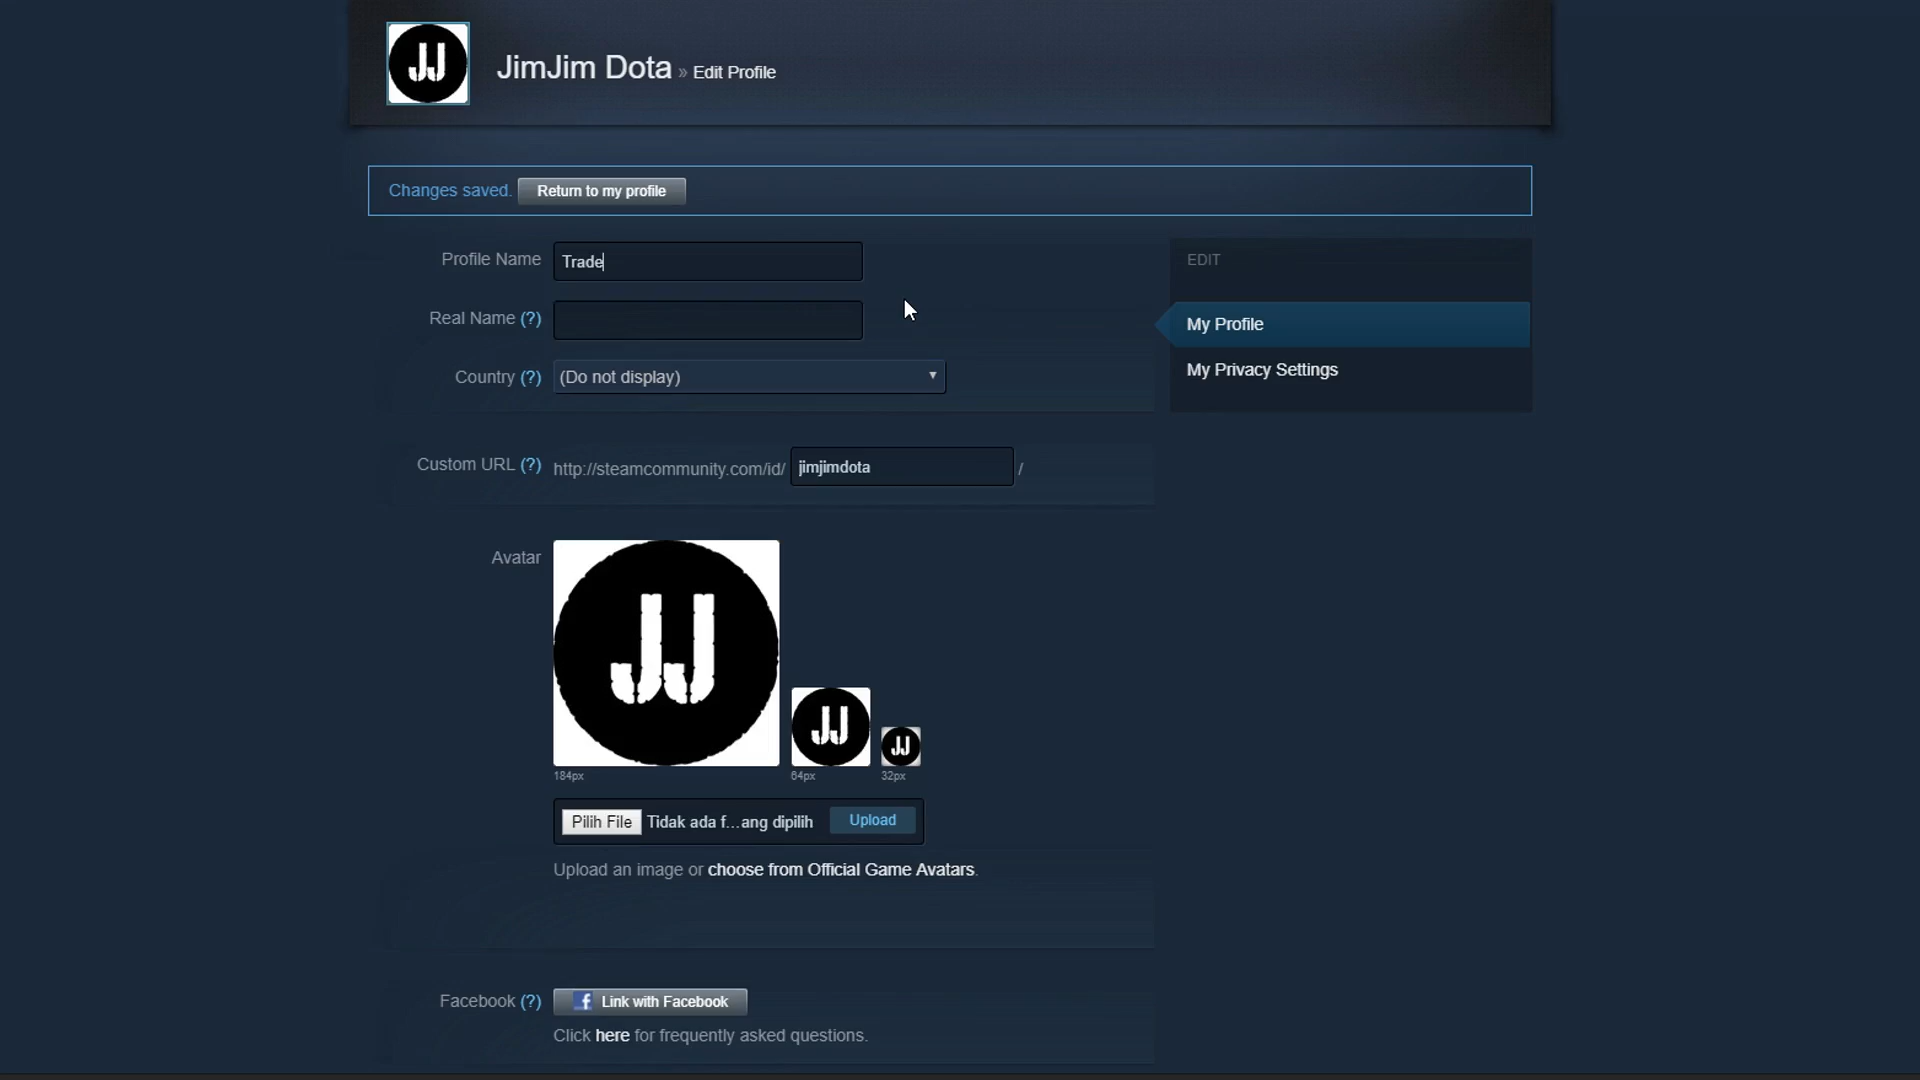 JJ
JimJim Dota » Edit Profile
Changes saved. Return to my profile
Profile Name Trade
EDIT
Real Name (?)
My Profile
Country (?) (Do not display)
My Privacy Settings
Custom URL (?) http://steamcommunity.com/id/ jimjimdota /
Avatar
JJ
JJ
JJ
184px 64px 32px
Pilih File Tidak ada f...ang dipilih Upload
Upload an image or choose from Official Game Avatars.
Facebook (?) f Link with Facebook
Click here for frequently asked questions.